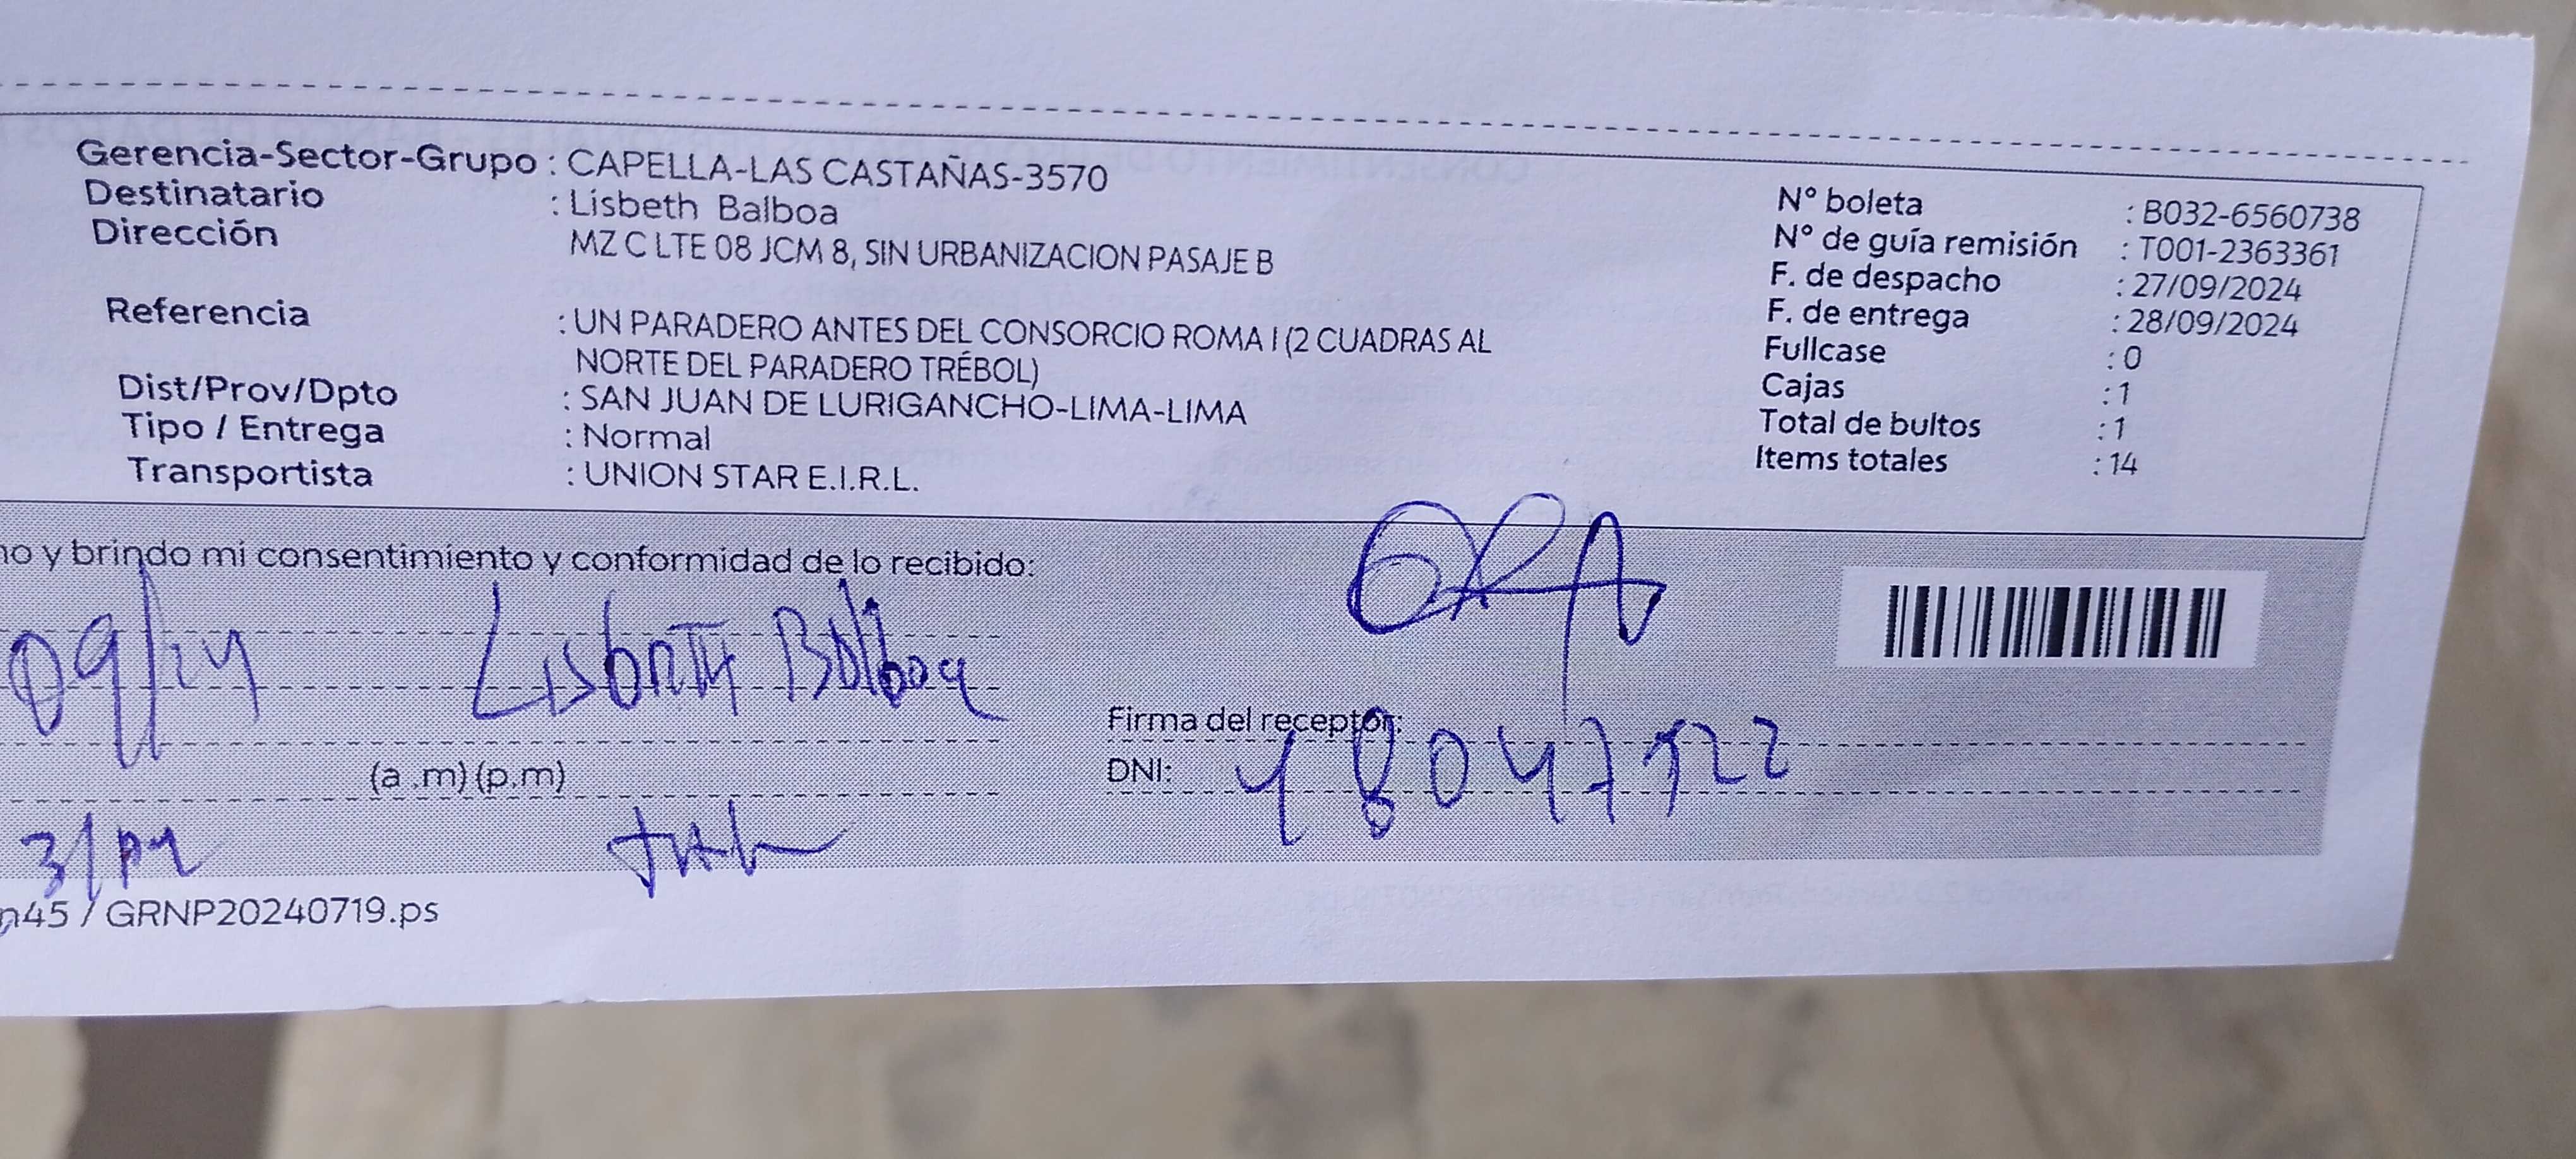 Gerencia-Sector-Grupo : CAPELLA-LAS CASTAÑAS-3570
Destinatario : Lisbeth Balboa
Dirección MZ C LTE 08 JCM 8, SIN URBANIZACION PASAJE B
Referencia : UN PARADERO ANTES DEL CONSORCIO ROMA I (2 CUADRAS AL
NORTE DEL PARADERO TRÉBOL)
Dist/Prov/Dpto : SAN JUAN DE LURIGANCHO-LIMA-LIMA
Tipo / Entrega : Normal
Transportista : UNION STAR E.I.R.L.
N° boleta : B032-6560738
N° de guía remisión : T001-2363361
F. de despacho : 27/09/2024
F. de entrega : 28/09/2024
Fullcase : 0
Cajas : 1
Total de bultos : 1
Items totales : 14
y brindo mi consentimiento y conformidad de lo recibido:
09/24 Lisbeth Balboa
Firma del receptor:
(a .m) (p.m)
DNI:
n45 / GRNP20240719.ps